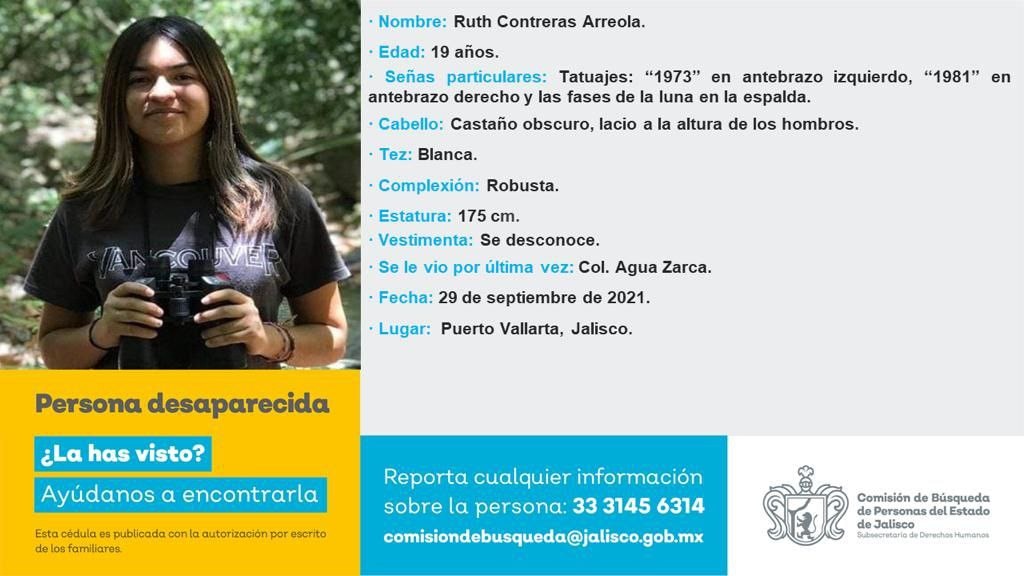 · Nombre: Ruth Contreras Arreola.
· Edad: 19 años.
· Señas particulares: Tatuajes: “1973” en antebrazo izquierdo, “1981” en
antebrazo derecho y las fases de la luna en la espalda.
· Cabello: Castaño obscuro, lacio a la altura de los hombros.
· Tez: Blanca.
· Complexión: Robusta.
· Estatura: 175 cm.
· Vestimenta: Se desconoce.
· Se le vio por última vez: Col. Agua Zarca.
· Fecha: 29 de septiembre de 2021.
· Lugar: Puerto Vallarta, Jalisco.
VANCOUVER
Persona desaparecida
¿La has visto?
Ayúdanos a encontrarla
Esta cédula es publicada con la autorización por escrito
de los familiares.
Reporta cualquier información
sobre la persona: 33 3145 6314
comisiondebusqueda@jalisco.gob.mx
Comisión de Búsqueda
de Personas del Estado
de Jalisco
Subsecretaría de Derechos Humanos